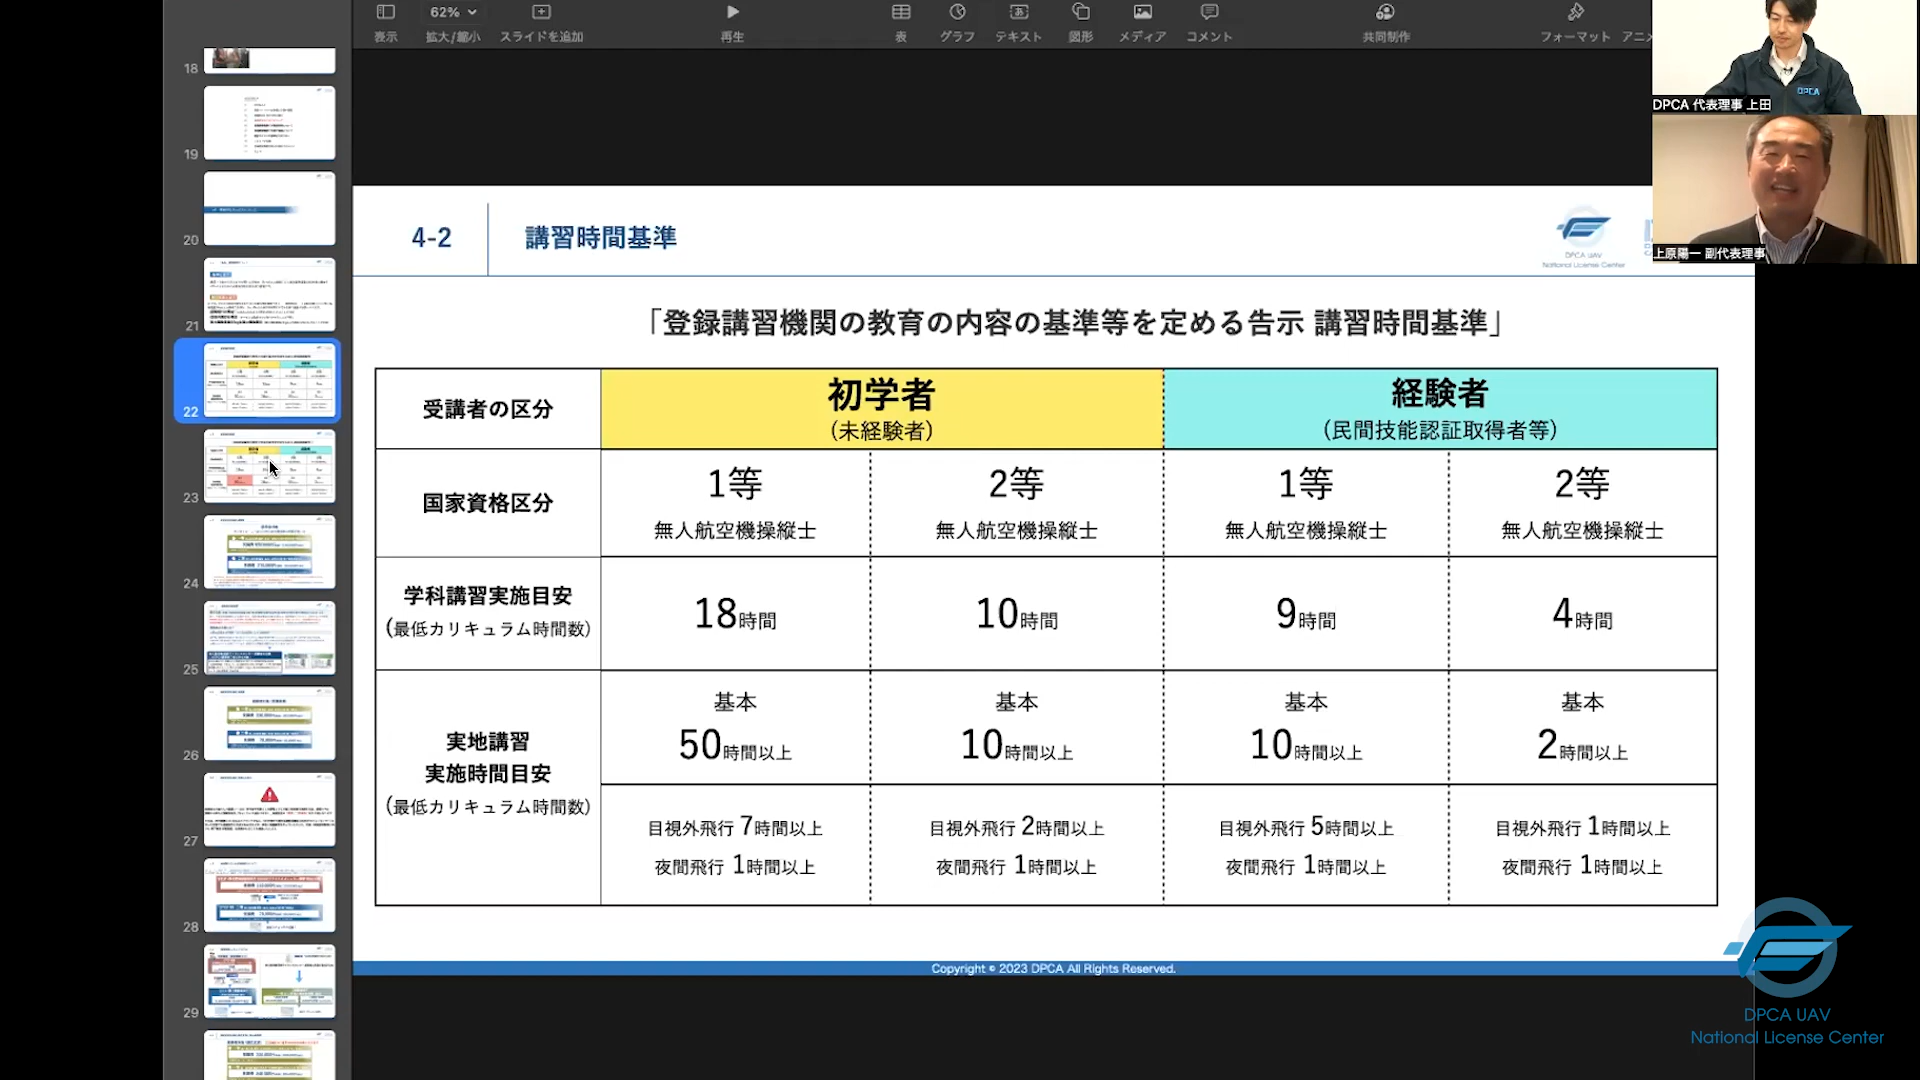 表示
62%
拡大/縮小
スライドを追加
再生
表
グラフ
テキスト
図形
メディア
コメント
共同制作
フォーマット
DPCA
DPCA 代表理事 上田
上原陽一 副代表理事
18
19
20
21
22
23
24
25
26
27
28
29
4-2
講習時間基準
DPCA UAV
National License Center
「登録講習機関の教育の内容の基準等を定める告示 講習時間基準」
受講者の区分
初学者
(未経験者)
経験者
(民間技能認証取得者等)
国家資格区分
1等
無人航空機操縦士
2等
無人航空機操縦士
1等
無人航空機操縦士
2等
無人航空機操縦士
学科講習実施目安
(最低カリキュラム時間数)
18時間
10時間
9時間
4時間
実地講習
実施時間目安
(最低カリキュラム時間数)
基本
50時間以上
基本
10時間以上
基本
10時間以上
基本
2時間以上
目視外飛行 7時間以上
夜間飛行 1時間以上
目視外飛行 2時間以上
夜間飛行 1時間以上
目視外飛行 5時間以上
夜間飛行 1時間以上
目視外飛行 1時間以上
夜間飛行 1時間以上
Copyright © 2023 DPCA All Rights Reserved.
DPCA UAV
National License Center